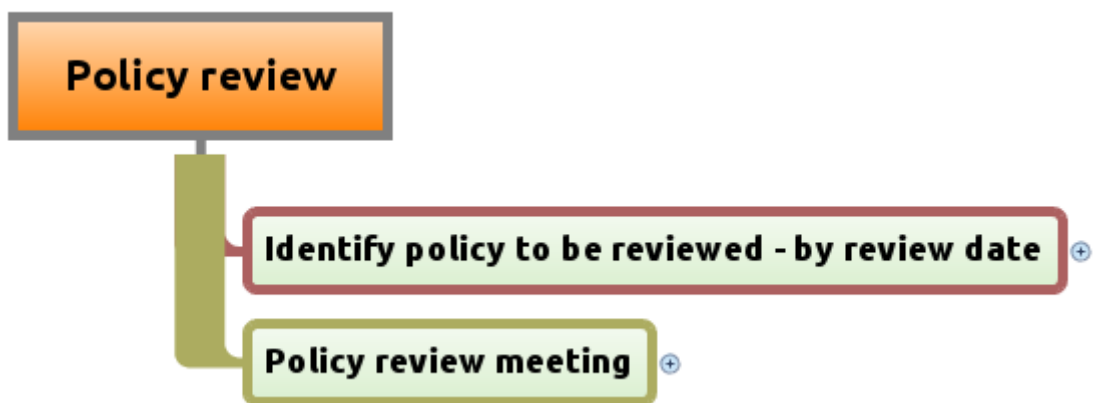 Policy review
Identify policy to be reviewed - by review date
Policy review meeting